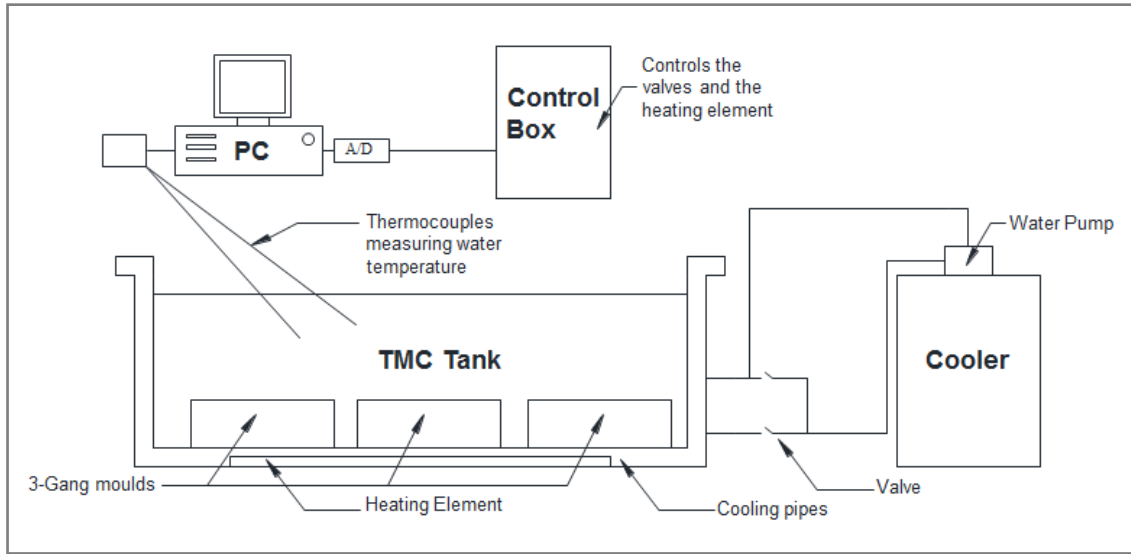 Control
Box
Controls the
valves and the
heating element
PC
A/D
Thermocouples
measuring water
temperature
Water Pump
TMC Tank
Cooler
3-Gang moulds
Heating Element
Cooling pipes
Valve